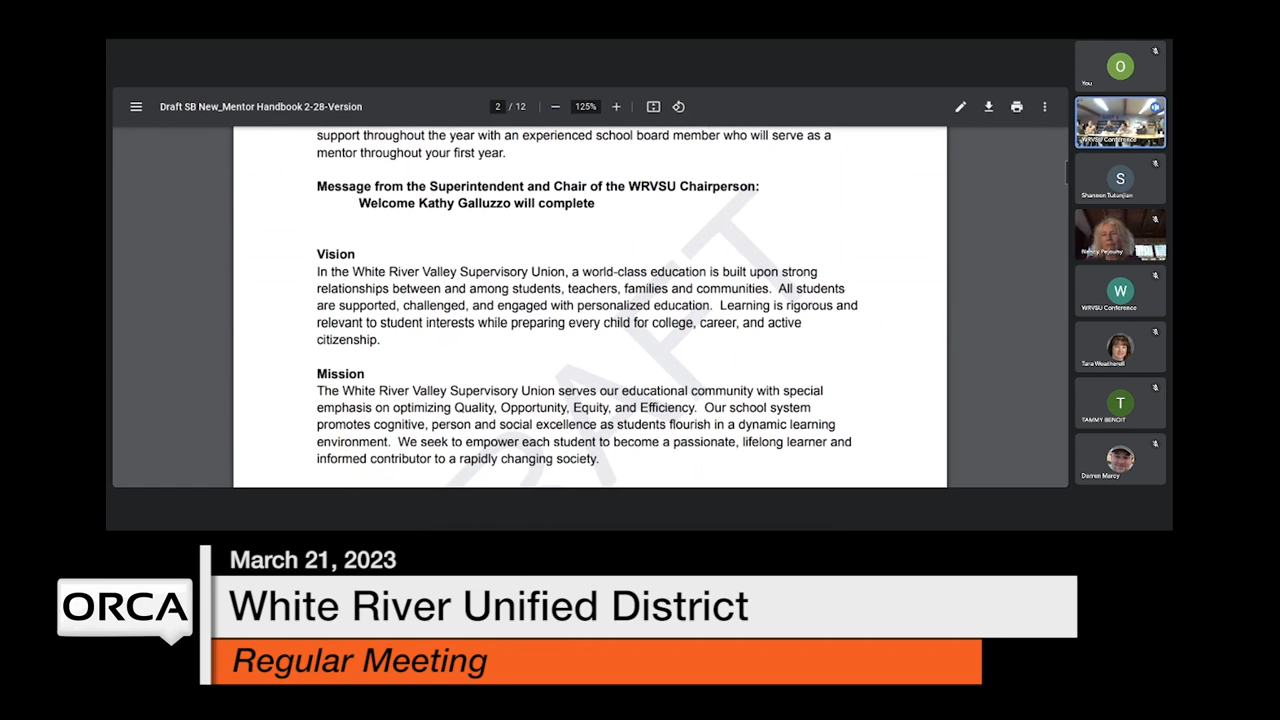 Draft SB New_Mentor Handbook 2-28-Version
2 / 12
125%
support throughout the year with an experienced school board member who will serve as a
mentor throughout your first year.
Message from the Superintendent and Chair of the WRVSU Chairperson:
Welcome Kathy Galluzzo will complete
Vision
In the White River Valley Supervisory Union, a world-class education is built upon strong
relationships between and among students, teachers, families and communities. All students
are supported, challenged, and engaged with personalized education. Learning is rigorous and
relevant to student interests while preparing every child for college, career, and active
citizenship.
Mission
The White River Valley Supervisory Union serves our educational community with special
emphasis on optimizing Quality, Opportunity, Equity, and Efficiency. Our school system
promotes cognitive, person and social excellence as students flourish in a dynamic learning
environment. We seek to empower each student to become a passionate, lifelong learner and
informed contributor to a rapidly changing society.
RAFT
O
You
WRVSU Conference
S
Shannon Tutunjian
W
WRVSU Conference
Tara Weatherell
T
TAMMY BENOIT
Darren Marcy
March 21, 2023
ORCA
White River Unified District
Regular Meeting